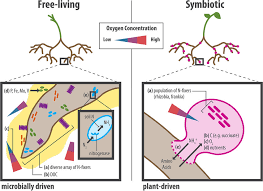 Free-living
Symbiotic
Oxygen Concentration
Low
High
(d) P, Fe, Mo, V
(c)
(a) diverse array of N-fixers
(b) DOC
nitrogenase
microbially driven
(a) population of N-fixers
(rhizobia, frankia)
(c)
(b) C (e.g. succinate)
(d) nutrients
Amino
Acids
plant-driven